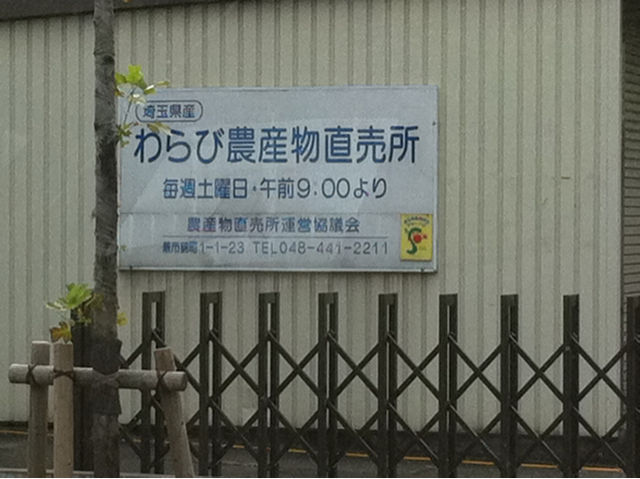 埼玉県産
わらび農産物直売所
毎週土曜日・午前9:00より
農産物直売所運営協議会
蕨市錦町1-1-23 TEL048-441-2211